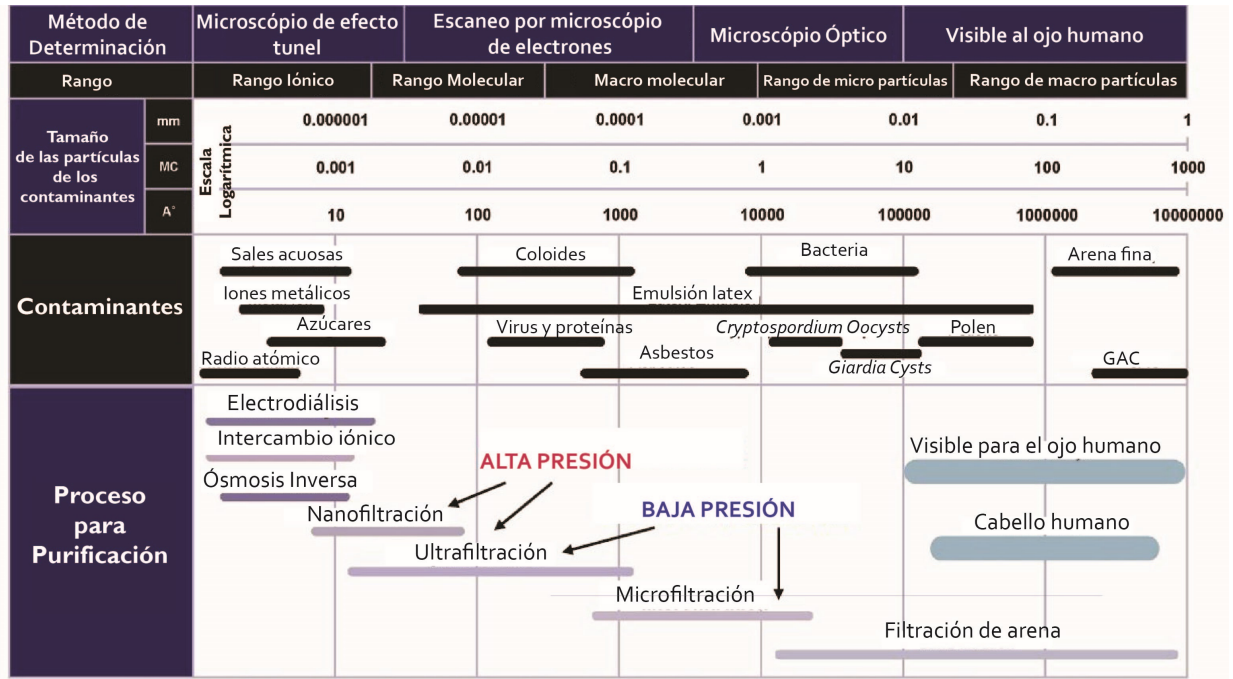 Método de
Determinación
Microscópio de efecto
tunel
Escaneo por microscópio
de electrones
Microscópio Óptico
Visible al ojo humano
Rango
Rango Iónico
Rango Molecular
Macro molecular
Rango de micro partículas
Rango de macro partículas
Tamaño
de las partículas
de los
contaminantes
Escala
Logarítmica
mm
0.000001
0.00001
0.0001
0.001
0.01
0.1
1
MC
0.001
0.01
0.1
1
10
100
1000
A°
10
100
1000
10000
100000
1000000
10000000
Contaminantes
Sales acuosas
Coloides
Bacteria
Arena fina
Iones metálicos
Emulsión latex
Azúcares
Virus y proteínas
Cryptospordium Oocysts
Polen
Radio atómico
Asbestos
Giardia Cysts
GAC
Proceso
para
Purificación
Electrodiálisis
Intercambio iónico
Ósmosis Inversa
Nanofiltración
Ultrafiltración
Microfiltración
Filtración de arena
ALTA PRESIÓN
BAJA PRESIÓN
Visible para el ojo humano
Cabello humano